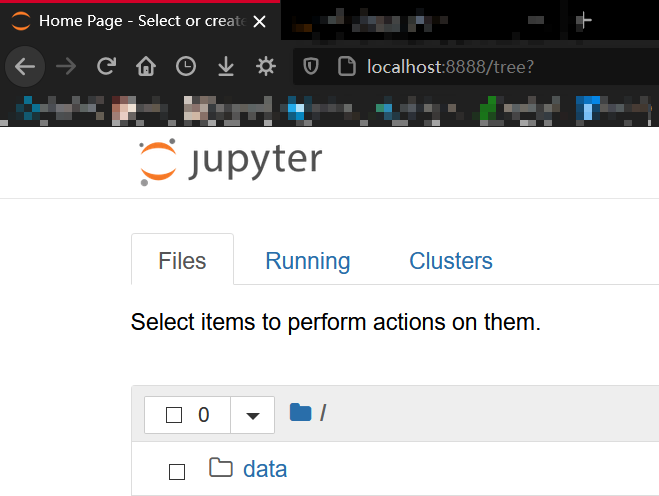 Home Page - Select or create
localhost:8888/tree?
jupyter
Files Running Clusters
Select items to perform actions on them.
0 /
data